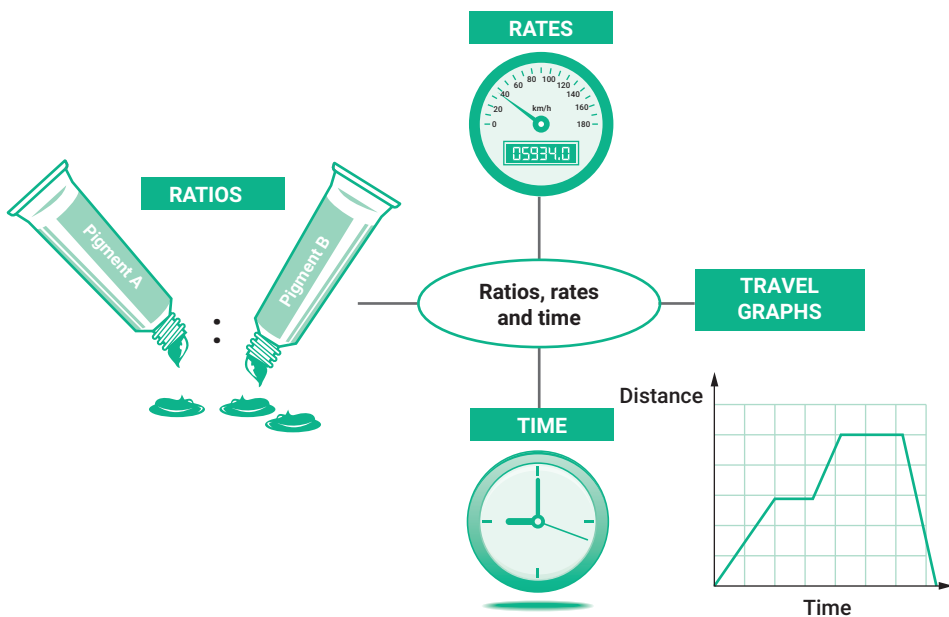 RATES
0
20
40
60
80
100
120
140
160
180
km/h
05934.0
RATIOS
Pigment A
:
Pigment B
Ratios, rates
and time
TRAVEL
GRAPHS
TIME
Distance
Time